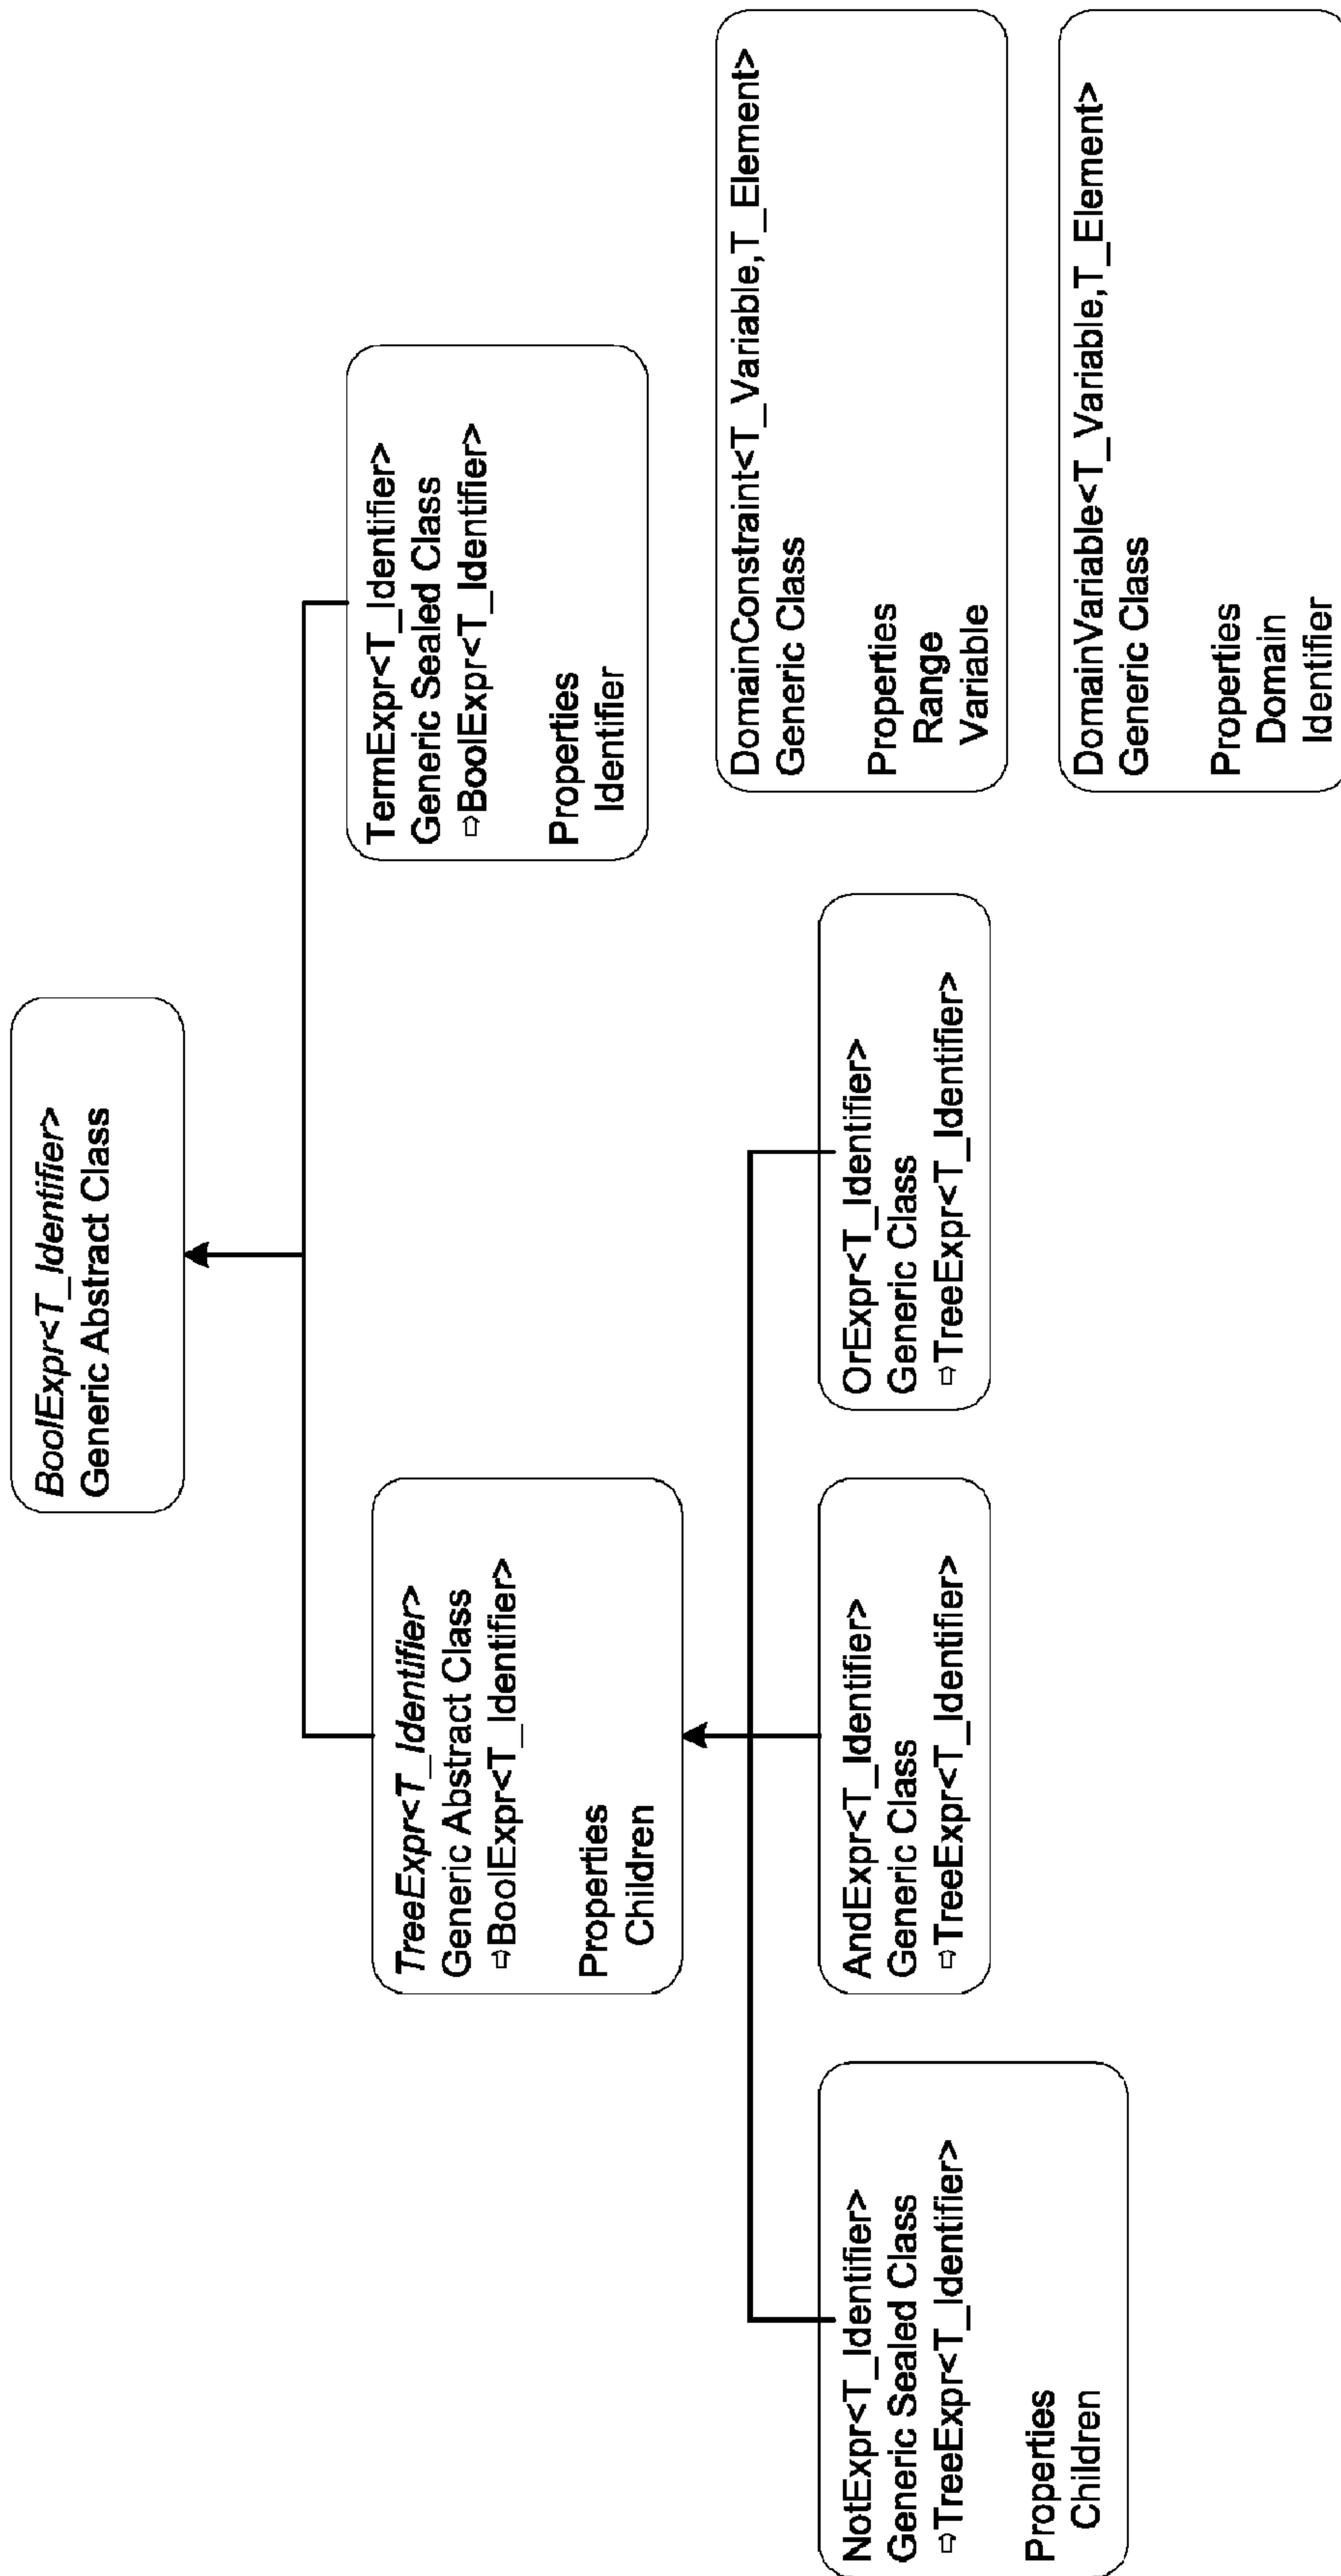 BoolExpr<T_Identifier>
Generic Abstract Class
TreeExpr<T_Identifier>
Generic Abstract Class
⇨BoolExpr<T_Identifier>
Properties
Children
TermExpr<T_Identifier>
Generic Sealed Class
⇨BoolExpr<T_Identifier>
Properties
Identifier
NotExpr<T_Identifier>
Generic Sealed Class
⇨TreeExpr<T_Identifier>
Properties
Children
AndExpr<T_Identifier>
Generic Class
⇨TreeExpr<T_Identifier>
OrExpr<T_Identifier>
Generic Class
⇨TreeExpr<T_Identifier>
DomainConstraint<T_Variable,T_Element>
Generic Class
Properties
Range
Variable
DomainVariable<T_Variable,T_Element>
Generic Class
Properties
Domain
Identifier